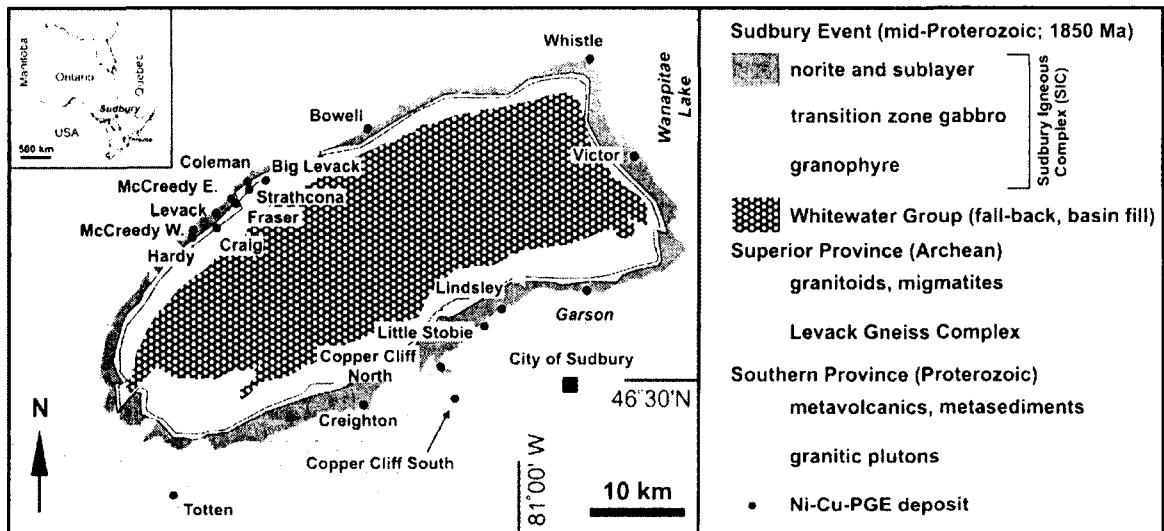 Manitoba
Ontario
Quebec
Sudbury
USA
Toronto
500 km
Whistle
Wanapitae
Lake
Bowell
Victor
Coleman
Big Levack
McCreedy E.
Strathcona
Levack
Fraser
McCreedy W.
Craig
Hardy
Lindsley
Garson
Little Stobie
City of Sudbury
Copper Cliff
North
46°30'N
Creighton
N
Copper Cliff South
81°00' W
10 km
Totten
Sudbury Event (mid-Proterozoic; 1850 Ma)
norite and sublayer
transition zone gabbro
granophyre
Sudbury Igneous
Complex (SIC)
Whitewater Group (fall-back, basin fill)
Superior Province (Archean)
granitoids, migmatites
Levack Gneiss Complex
Southern Province (Proterozoic)
metavolcanics, metasediments
granitic plutons
Ni-Cu-PGE deposit